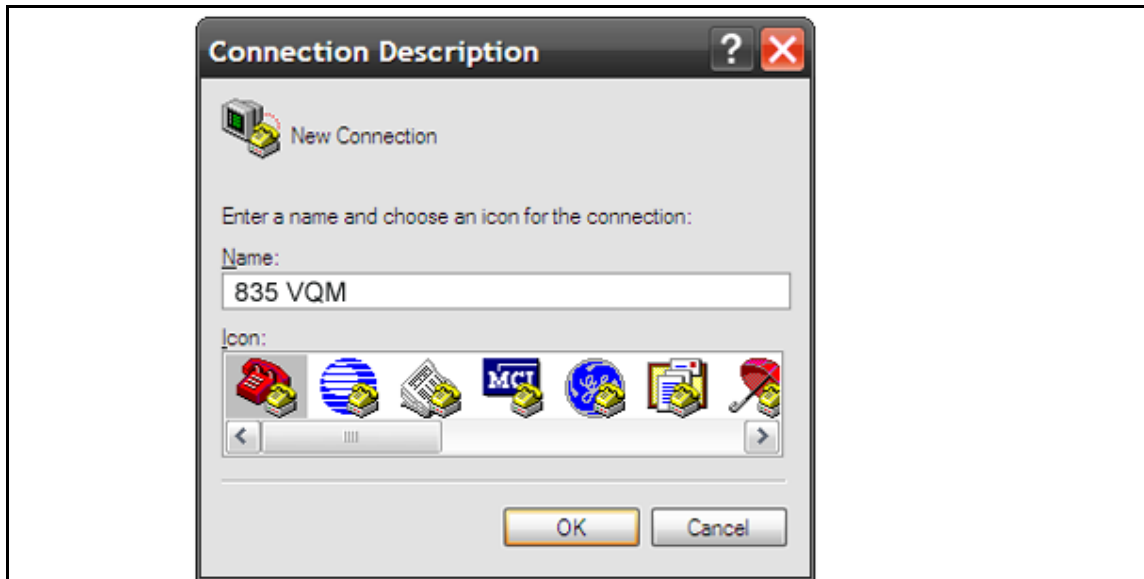 Connection Description
New Connection
Enter a name and choose an icon for the connection:
Name:
835 VQM
Icon:
MCI
OK
Cancel